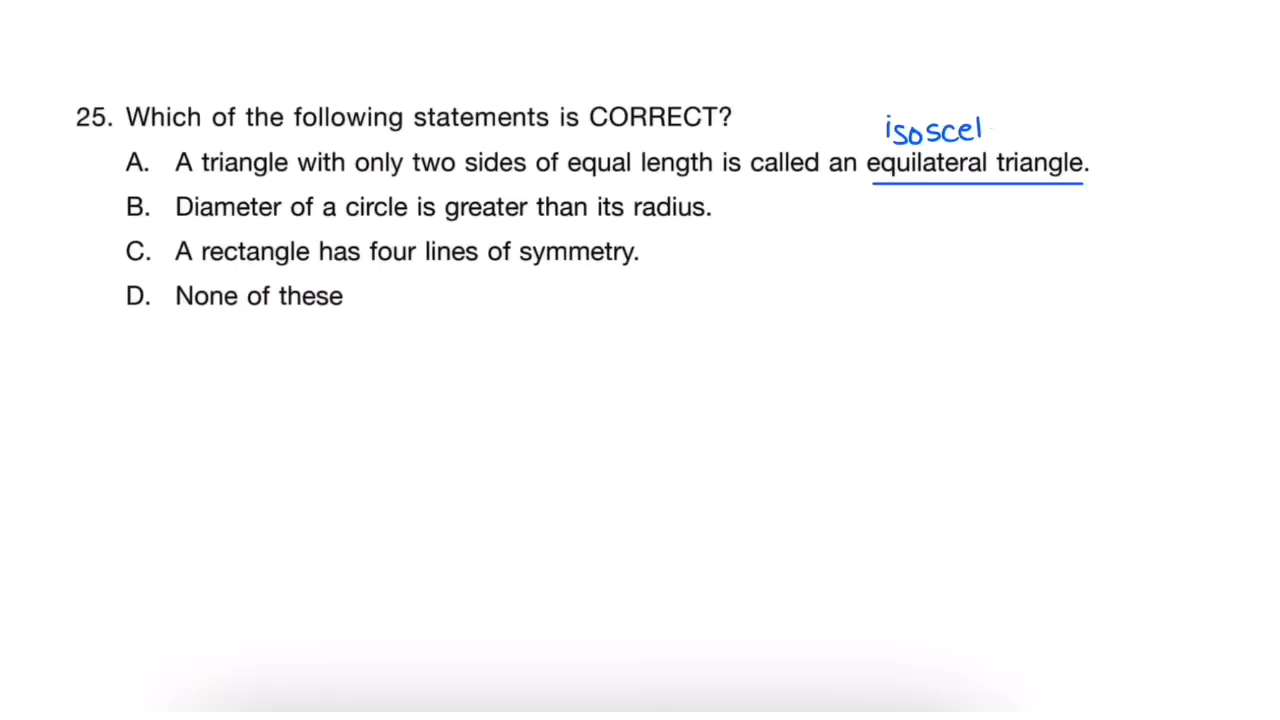 25. Which of the following statements is CORRECT?
isoscel
A. A triangle with only two sides of equal length is called an equilateral triangle.
B. Diameter of a circle is greater than its radius.
C. A rectangle has four lines of symmetry.
D. None of these